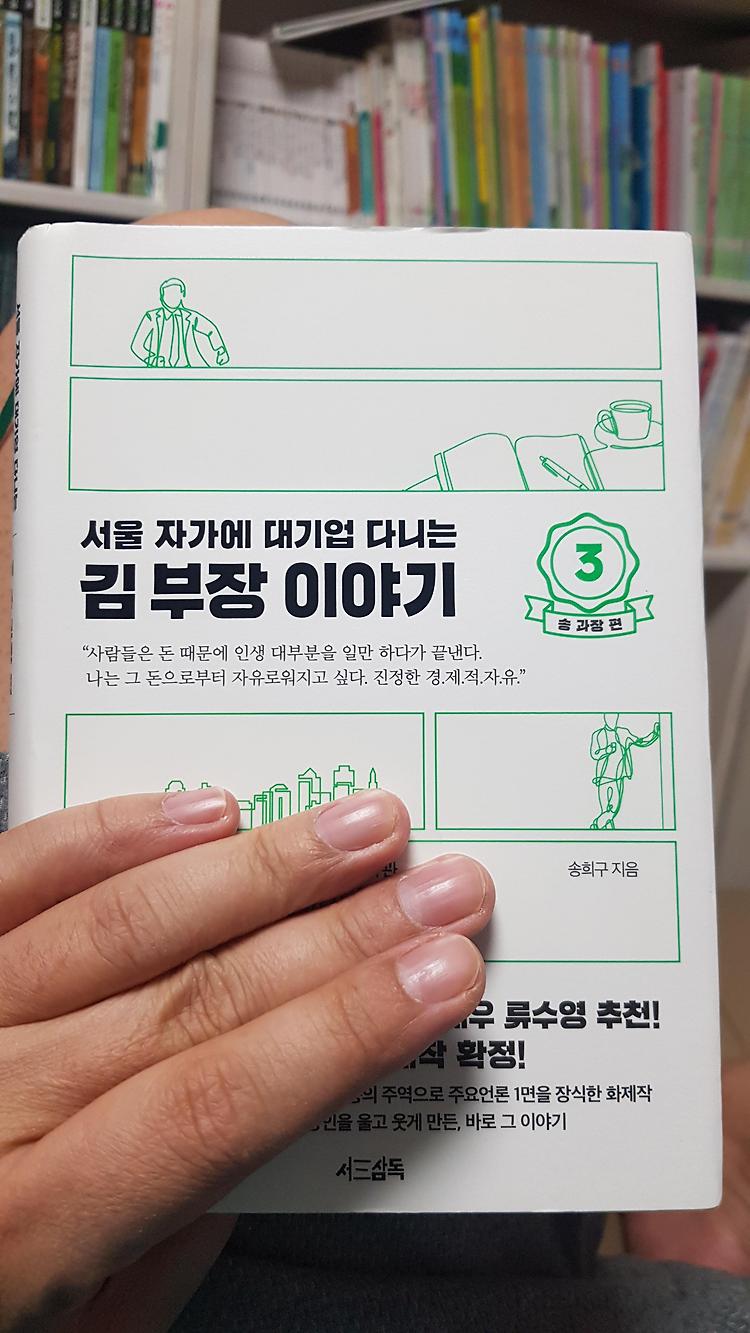 서울 자가에 대기업 다니는
김 부장 이야기
3
송 과장 편
“사람들은 돈 때문에 인생 대부분을 일만 하다가 끝낸다.
나는 그 돈으로부터 자유로워지고 싶다. 진정한 경.제.적.자.유.”
송희구 지음
류수영 추천!
확정!
주역으로 주요언론 1면을 장식한 화제작
울고 웃게 만든, 바로 그 이야기
서삼독